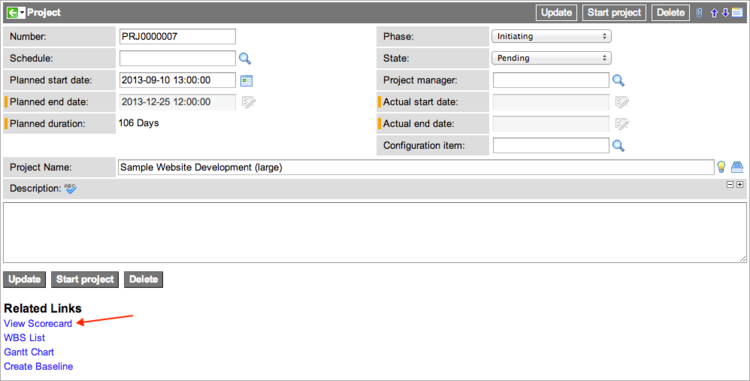 Project
Update Start project Delete
Number: PRJ0000007 Phase: Initiating
Schedule: State: Pending
Planned start date: 2013-09-10 13:00:00 Project manager:
Planned end date: 2013-12-25 12:00:00 Actual start date:
Planned duration: 106 Days Actual end date:
Configuration item:
Project Name: Sample Website Development (large)
Description: ABC
Update Start project Delete
Related Links
View Scorecard
WBS List
Gantt Chart
Create Baseline